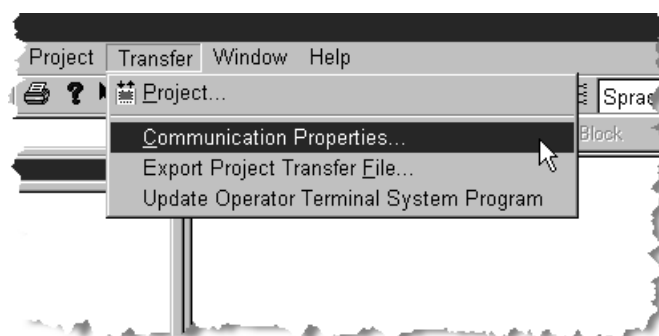 Project Transfer Window Help
Project...
Block
Communication Properties...
Export Project Transfer File...
Update Operator Terminal System Program